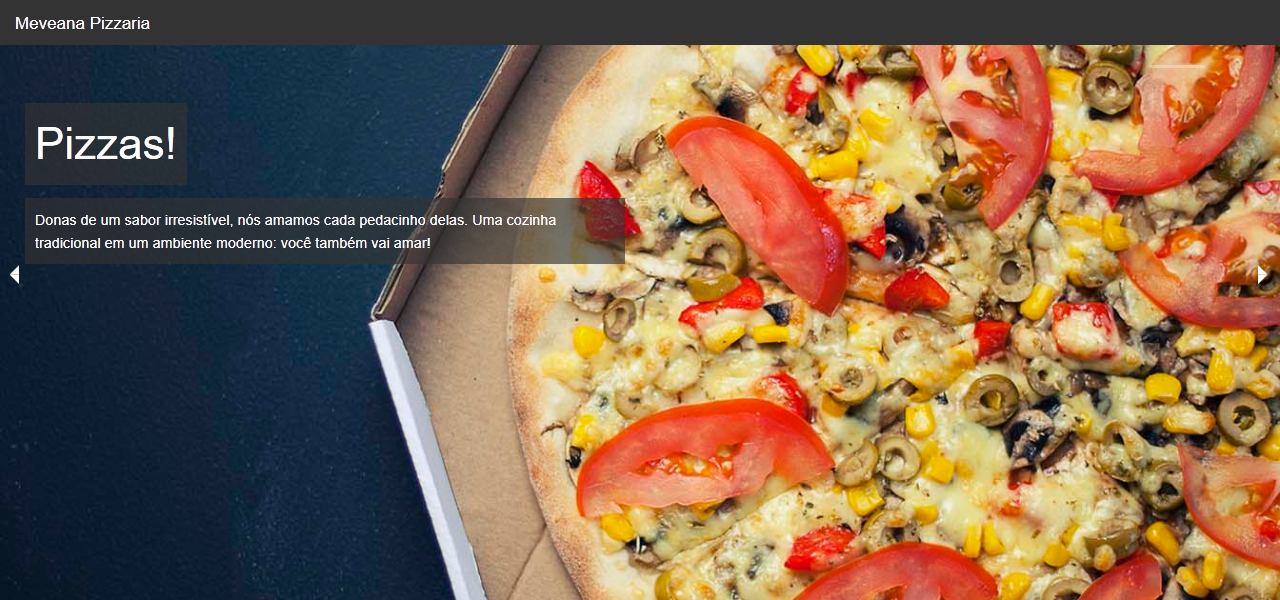 Meveana Pizzaria
Pizzas!
Donas de um sabor irresistível, nós amamos cada pedacinho delas. Uma cozinha
tradicional em um ambiente moderno: você também vai amar!